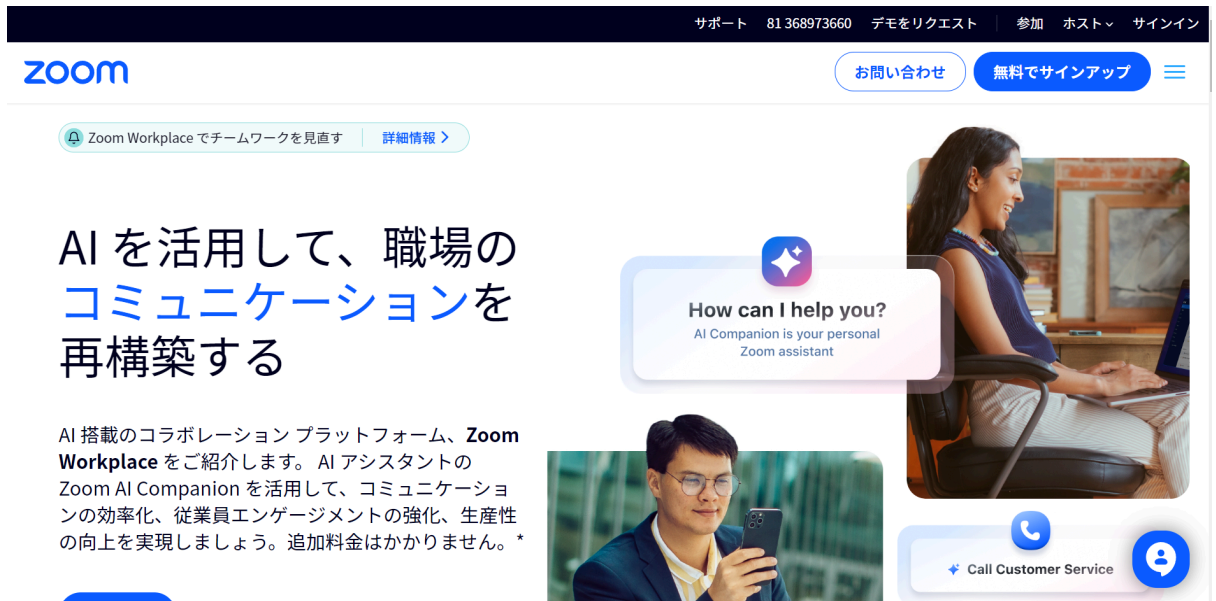 サポート 81 368973660 デモをリクエスト 参加 ホスト サインイン
zoom お問い合わせ 無料でサインアップ
Zoom Workplace でチームワークを見直す 詳細情報
AI を活用して、職場の
コミュニケーションを
再構築する
How can I help you?
AI Companion is your personal
Zoom assistant
AI 搭載のコラボレーション プラットフォーム、Zoom
Workplace をご紹介します。 AI アシスタントの
Zoom AI Companion を活用して、コミュニケーショ
ンの効率化、従業員エンゲージメントの強化、生産性
の向上を実現しましょう。追加料金はかかりません。*
Call Customer Service